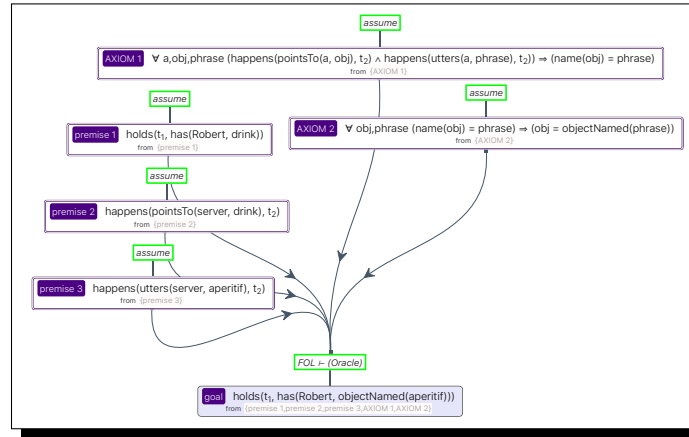 assume
AXIOM 1 ∀ a,obj,phrase (happens(pointsTo(a, obj), t₂) ∧ happens(utters(a, phrase), t₂)) ⇒ (name(obj) = phrase)
from {AXIOM 1}
assume
premise 1 holds(t₁, has(Robert, drink))
from {premise 1}
assume
AXIOM 2 ∀ obj,phrase (name(obj) = phrase) ⇒ (obj = objectNamed(phrase))
from {AXIOM 2}
assume
premise 2 happens(pointsTo(server, drink), t₂)
from {premise 2}
assume
premise 3 happens(utters(server, aperitif), t₂)
from {premise 3}
FOL ⊢ (Oracle)
goal holds(t₁, has(Robert, objectNamed(aperitif)))
from {premise 1,premise 2,premise 3,AXIOM 1,AXIOM 2}